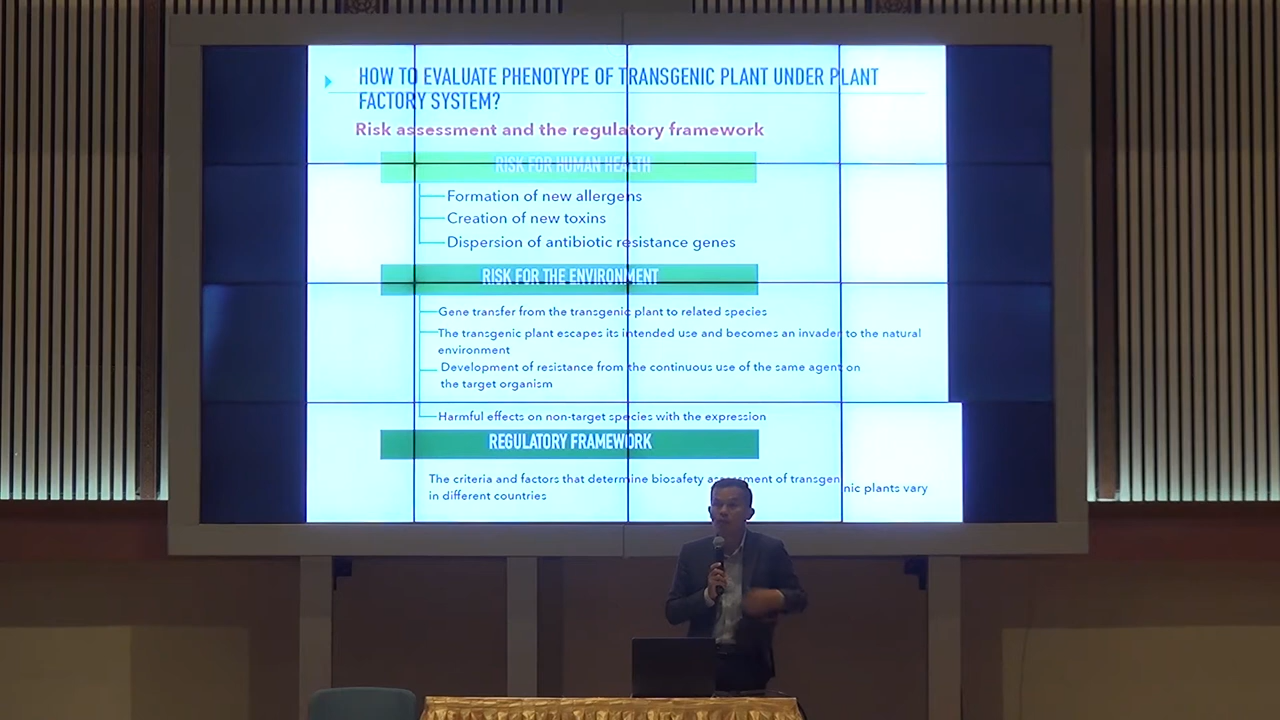 HOW TO EVALUATE PHENOTYPE OF TRANSGENIC PLANT UNDER PLANT
FACTORY SYSTEM?
Risk assessment and the regulatory framework
RISK FOR HUMAN HEALTH
Formation of new allergens
Creation of new toxins
Dispersion of antibiotic resistance genes
RISK FOR THE ENVIRONMENT
Gene transfer from the transgenic plant to related species
The transgenic plant escapes its intended use and becomes an invader to the natural
environment
Development of resistance from the continuous use of the same agent on
the target organism
Harmful effects on non-target species with the expression
REGULATORY FRAMEWORK
The criteria and factors that determine biosafety assessment of transgenic plants vary
in different countries